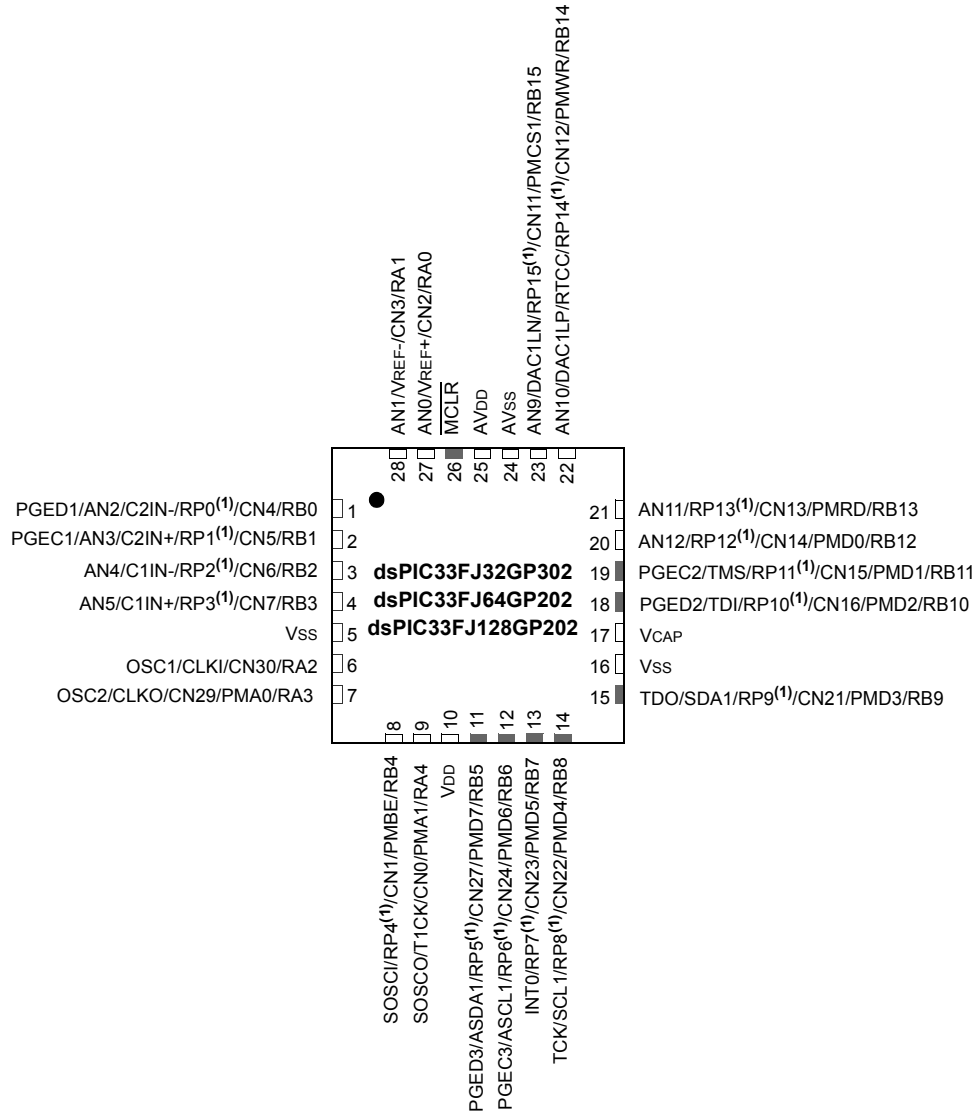 AN1/VREF-/CN3/RA1
AN0/VREF+/CN2/RA0
MCLR
AVDD
AVSS
AN9/DAC1LN/RP15(1)/CN11/PMCS1/RB15
AN10/DAC1LP/RTCC/RP14(1)/CN12/PMWR/RB14
28
27
26
25
24
23
22
PGED1/AN2/C2IN-/RP0(1)/CN4/RB0
1
PGEC1/AN3/C2IN+/RP1(1)/CN5/RB1
2
AN4/C1IN-/RP2(1)/CN6/RB2
3
AN5/C1IN+/RP3(1)/CN7/RB3
4
VSS
5
OSC1/CLKI/CN30/RA2
6
OSC2/CLKO/CN29/PMA0/RA3
7
dsPIC33FJ32GP302
dsPIC33FJ64GP202
dsPIC33FJ128GP202
21
AN11/RP13(1)/CN13/PMRD/RB13
20
AN12/RP12(1)/CN14/PMD0/RB12
19
PGEC2/TMS/RP11(1)/CN15/PMD1/RB11
18
PGED2/TDI/RP10(1)/CN16/PMD2/RB10
17
VCAP
16
VSS
15
TDO/SDA1/RP9(1)/CN21/PMD3/RB9
8
9
10
11
12
13
14
SOSCI/RP4(1)/CN1/PMBE/RB4
SOSCO/T1CK/CN0/PMA1/RA4
VDD
PGED3/ASDA1/RP5(1)/CN27/PMD7/RB5
PGEC3/ASCL1/RP6(1)/CN24/PMD6/RB6
INT0/RP7(1)/CN23/PMD5/RB7
TCK/SCL1/RP8(1)/CN22/PMD4/RB8